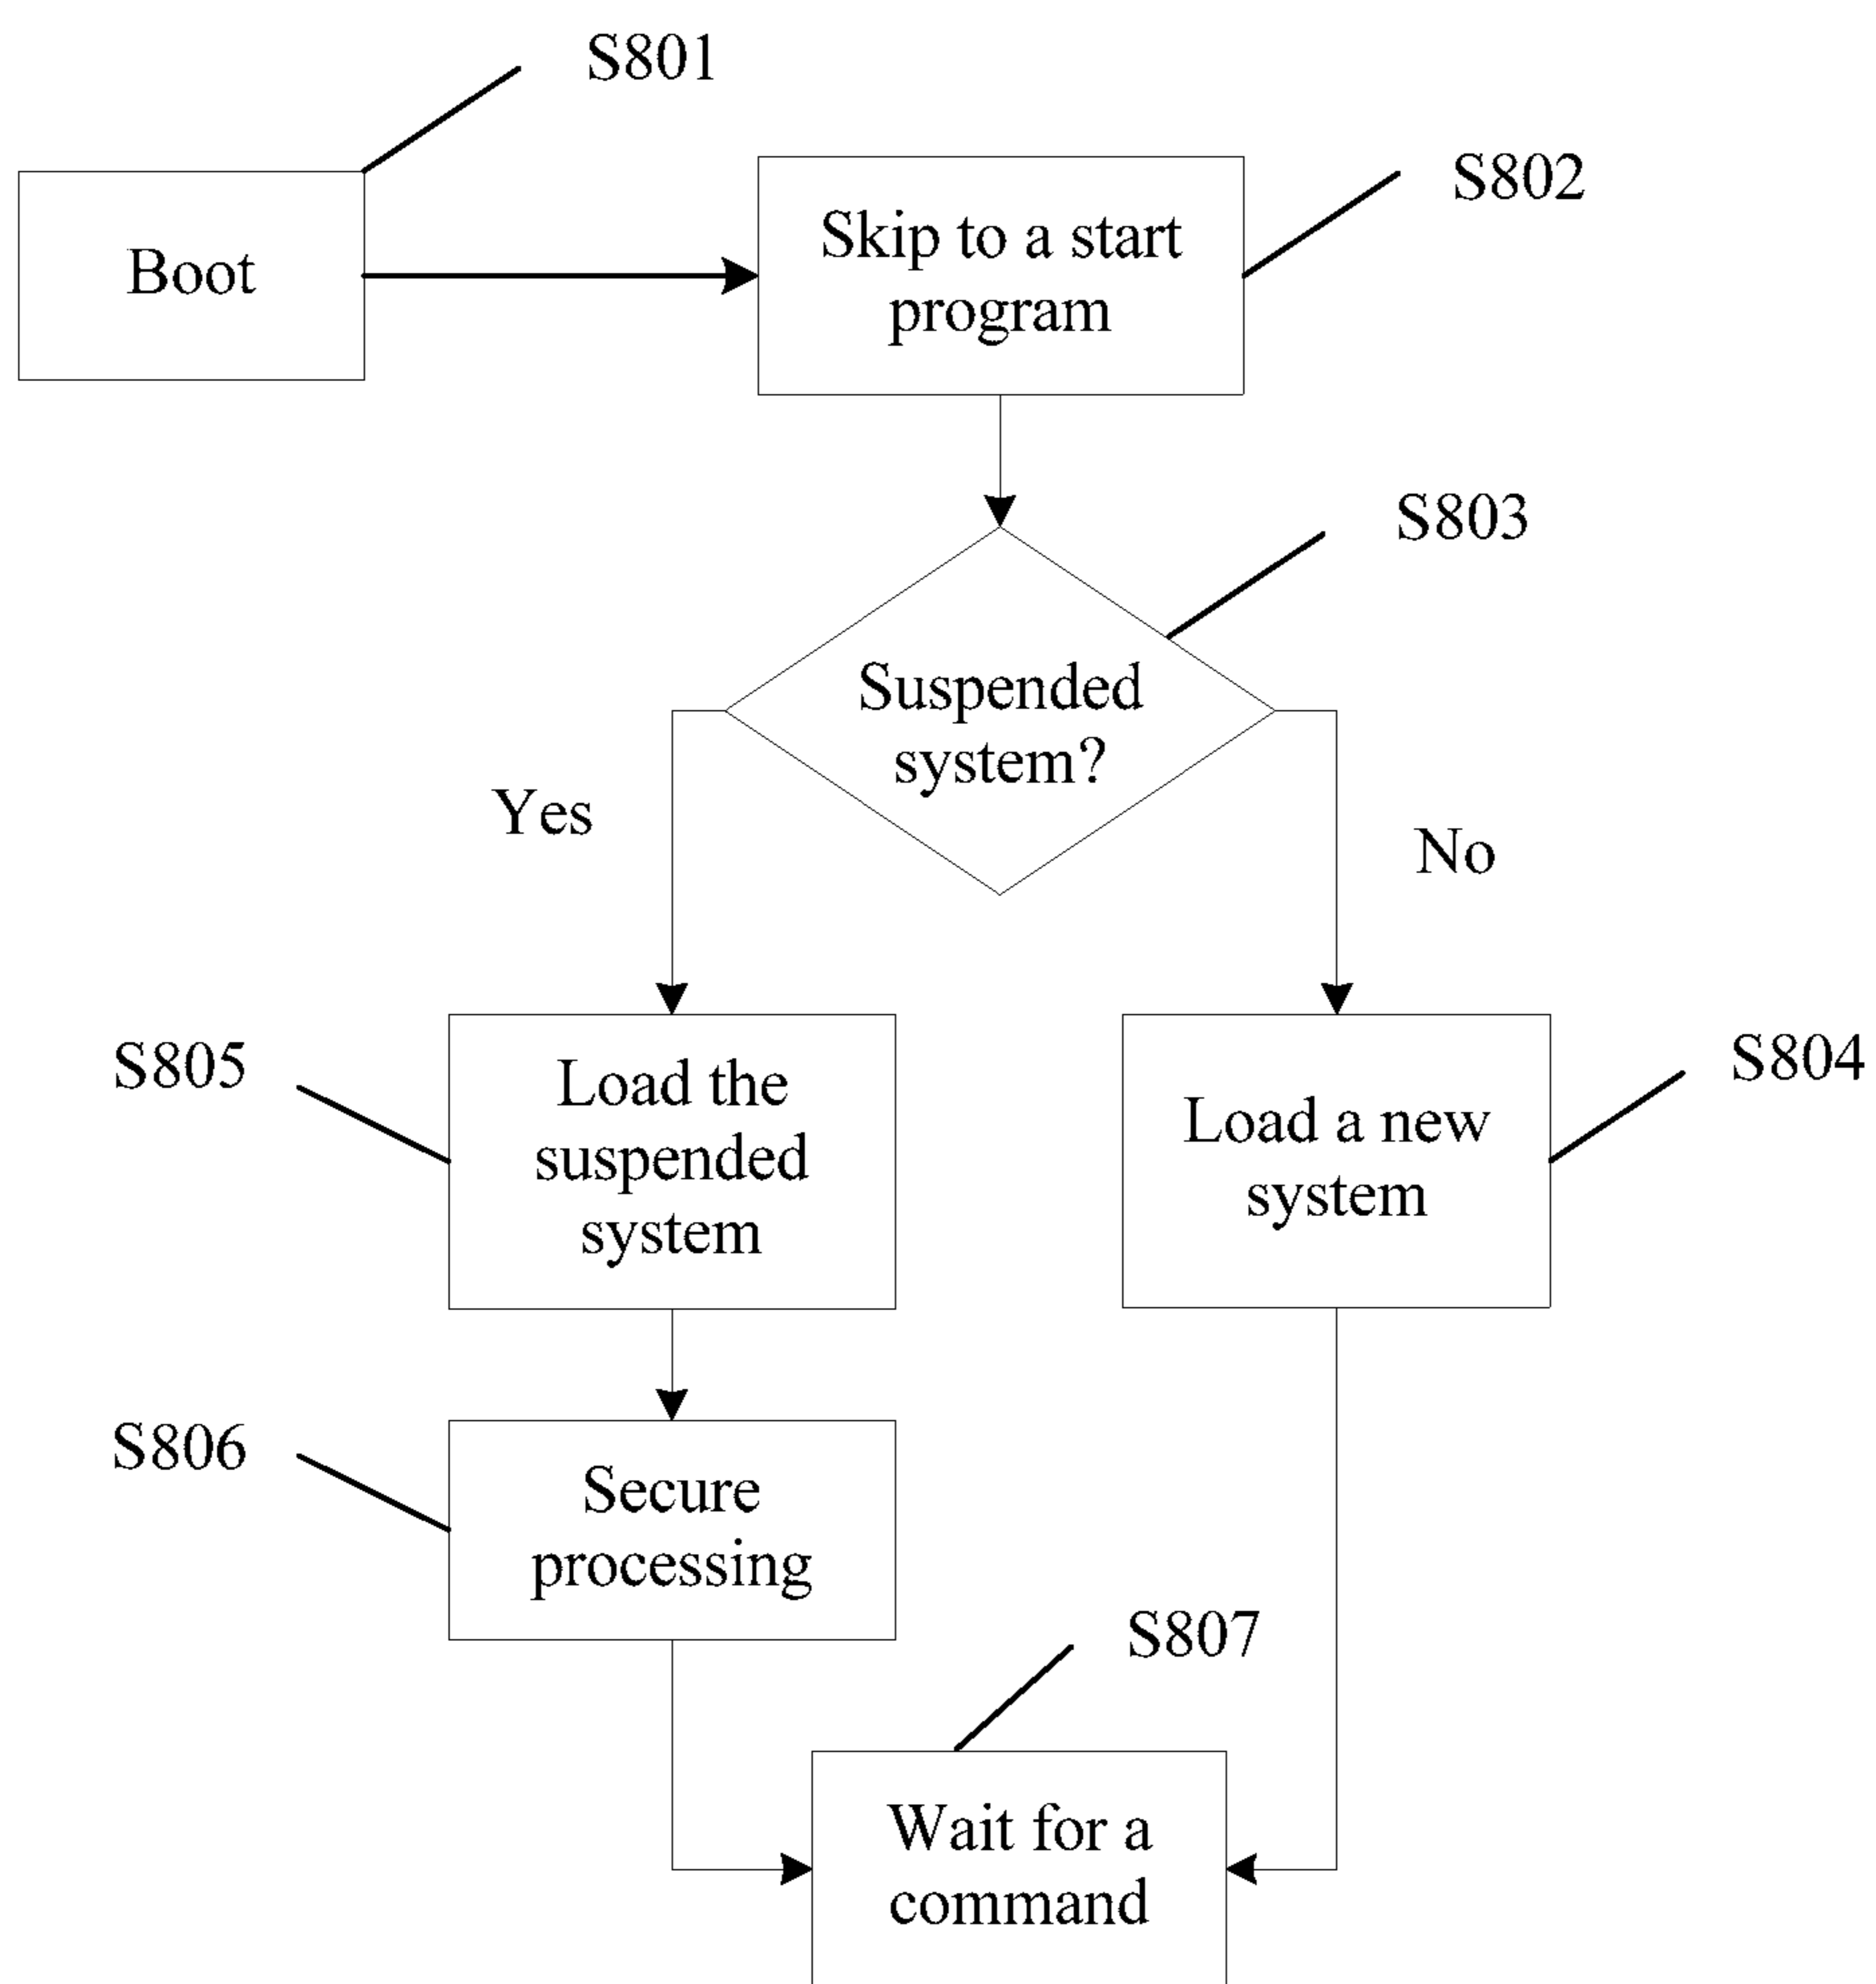 S801
Boot
S802
Skip to a start
program
S803
Suspended
system?
Yes
No
S805
Load the
suspended
system
S804
Load a new
system
S806
Secure
processing
S807
Wait for a
command